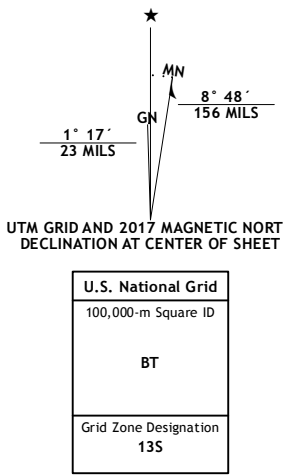 MN
GN
8° 48´
156 MILS
1° 17´
23 MILS
UTM GRID AND 2017 MAGNETIC NORT
DECLINATION AT CENTER OF SHEET
U.S. National Grid
100,000-m Square ID
BT
Grid Zone Designation
13S